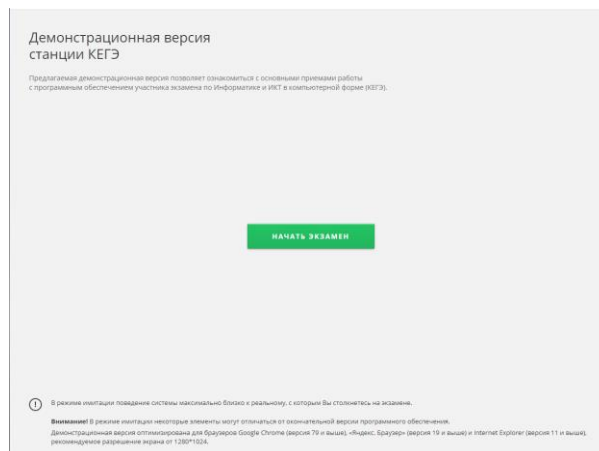 Демонстрационная версия
станции КЕГЭ
Предлагаемая демонстрационная версия позволяет ознакомиться с основными приемами работы
с программным обеспечением участника экзамена по Информатике и ИКТ в компьютерной форме (КЕГЭ).
НАЧАТЬ ЭКЗАМЕН
В режиме имитации поведение системы максимально близко к реальному, с которым Вы столкнетесь на экзамене.
Внимание! В режиме имитации некоторые элементы могут отличаться от окончательной версии программного обеспечения.
Демонстрационная версия оптимизирована для браузеров Google Chrome (версия 79 и выше), «Яндекс. Браузер» (версия 19 и выше) и Internet Explorer (версия 11 и выше),
рекомендуемое разрешение экрана от 1280*1024.